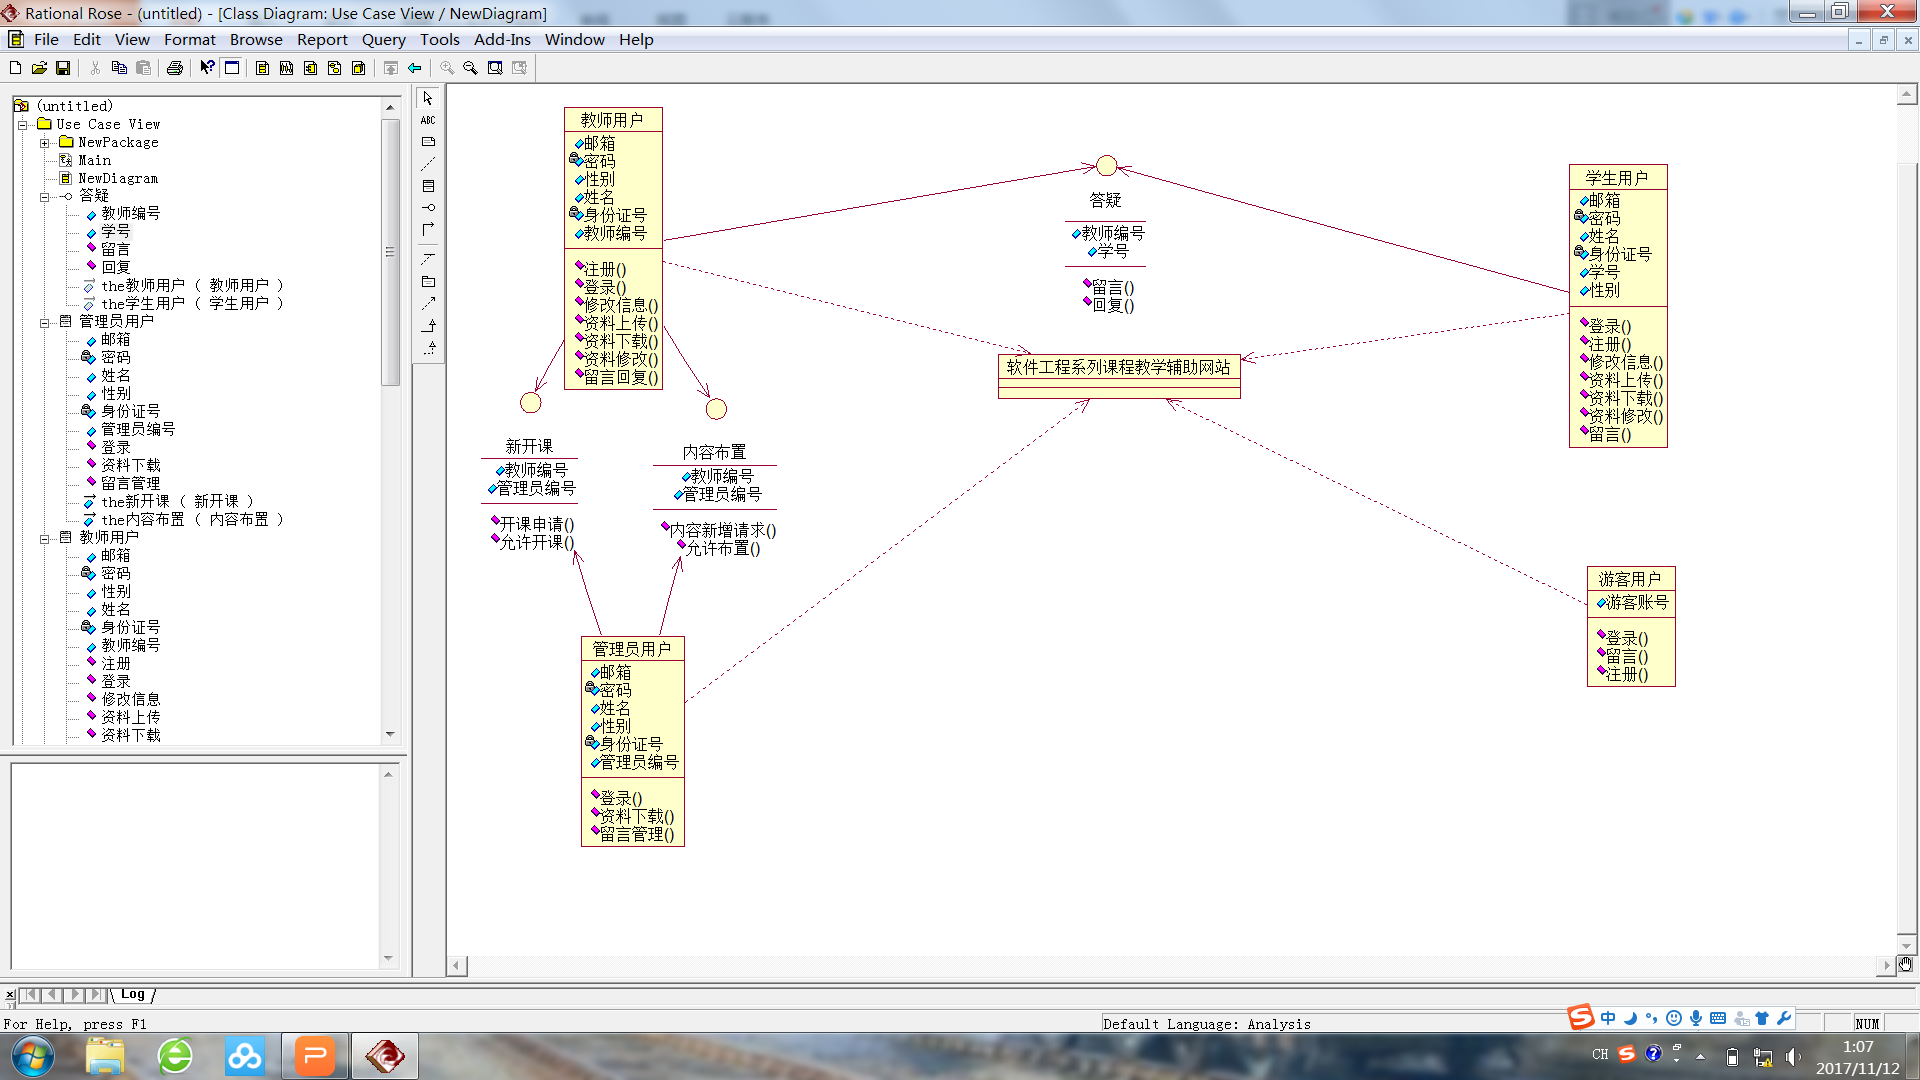 Rational Rose - (untitled) - [Class Diagram: Use Case View / NewDiagram]
File Edit View Format Browse Report Query Tools Add-Ins Window Help
(untitled)
Use Case View
NewPackage
Main
NewDiagram
答疑
教师编号
学号
留言
回复
the教师用户 ( 教师用户 )
the学生用户 ( 学生用户 )
管理员用户
邮箱
密码
姓名
性别
身份证号
管理员编号
登录
资料下载
留言管理
the新开课 ( 新开课 )
the内容布置 ( 内容布置 )
教师用户
邮箱
密码
性别
姓名
身份证号
教师编号
注册
登录
修改信息
资料上传
资料下载
ABC
教师用户
邮箱
密码
性别
姓名
身份证号
教师编号
注册()
登录()
修改信息()
资料上传()
资料下载()
资料修改()
留言回复()
答疑
教师编号
学号
留言()
回复()
学生用户
邮箱
密码
姓名
身份证号
学号
性别
登录()
注册()
修改信息()
资料上传()
资料下载()
资料修改()
留言()
软件工程系列课程教学辅助网站
新开课
教师编号
管理员编号
开课申请()
允许开课()
内容布置
教师编号
管理员编号
内容新增请求()
允许布置()
游客用户
游客账号
登录()
留言()
注册()
管理员用户
邮箱
密码
姓名
性别
身份证号
管理员编号
登录()
资料下载()
留言管理()
Log
For Help, press F1
Default Language: Analysis
中
NUM
CH
1:07
2017/11/12